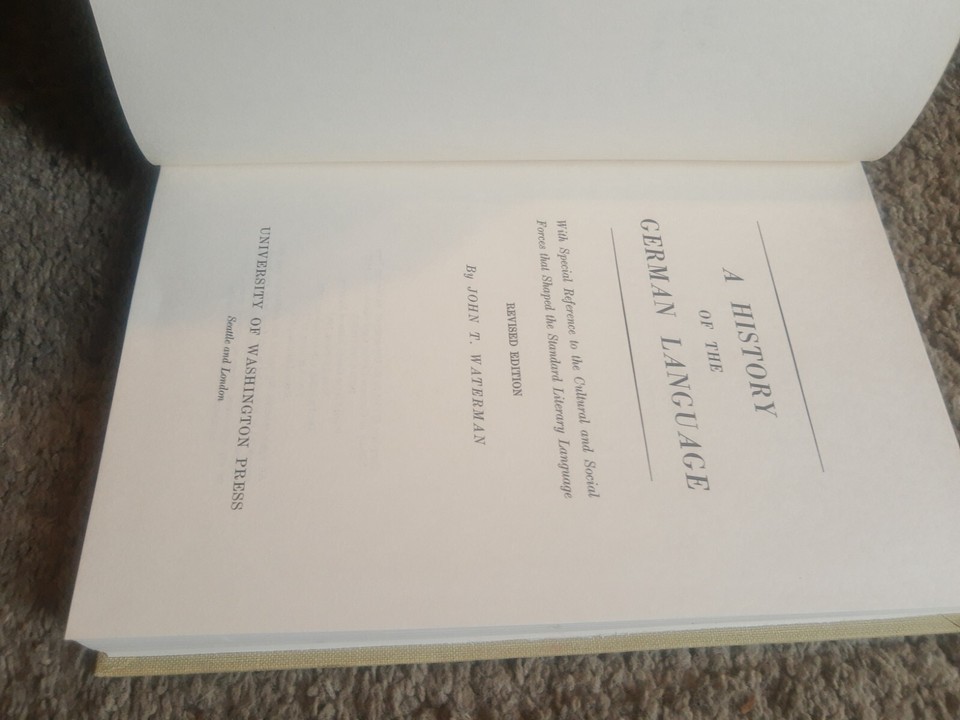 A HISTORY
OF THE
GERMAN LANGUAGE
With Special Reference to the Cultural and Social
Forces that Shaped the Standard Literary Language
REVISED EDITION
By JOHN T. WATERMAN
UNIVERSITY OF WASHINGTON PRESS
Seattle and London